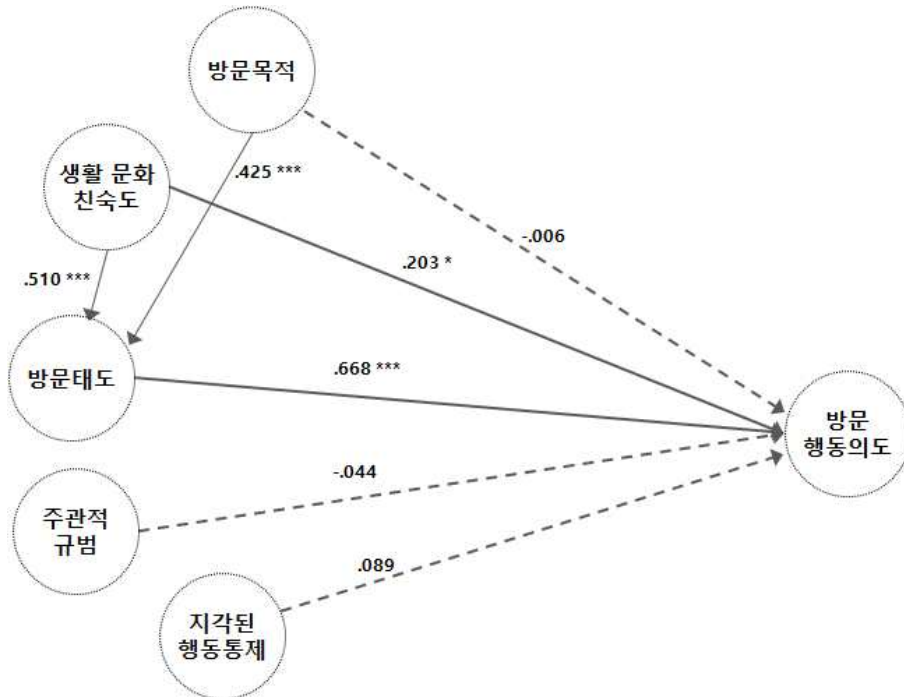 방문목적
생활 문화
친숙도
.425 ***
-.006
.203 *
.510 ***
방문태도
.668 ***
방문
행동의도
-.044
주관적
규범
.089
지각된
행동통제